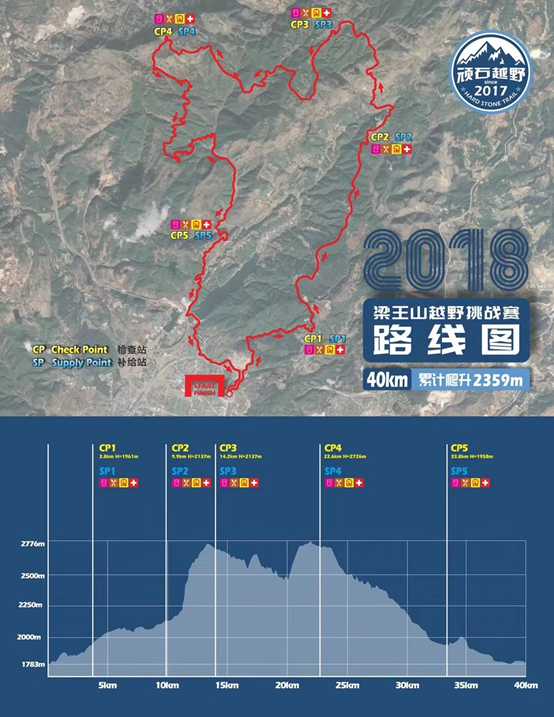 CP4 SP4
CP3 SP3
顽石越野
since
2017
HARD STONE TRAIL
CP2 SP2
CP5 SP5
2018
梁王山越野挑战赛
路线图
40km 累计爬升2359m
CP1 SP1
CP Check Point 检查站
SP Supply Point 补给站
START
FINISH
CP1
3.8km H=1961m
SP1
CP2
9.9km H=2137m
SP2
CP3
14.2km H=2137m
SP3
CP4
22.6km H=2726m
SP4
CP5
33.8km H=1958m
SP5
2776m
2500m
2250m
2000m
1783m
5km
10km
15km
20km
25km
30km
35km
40km